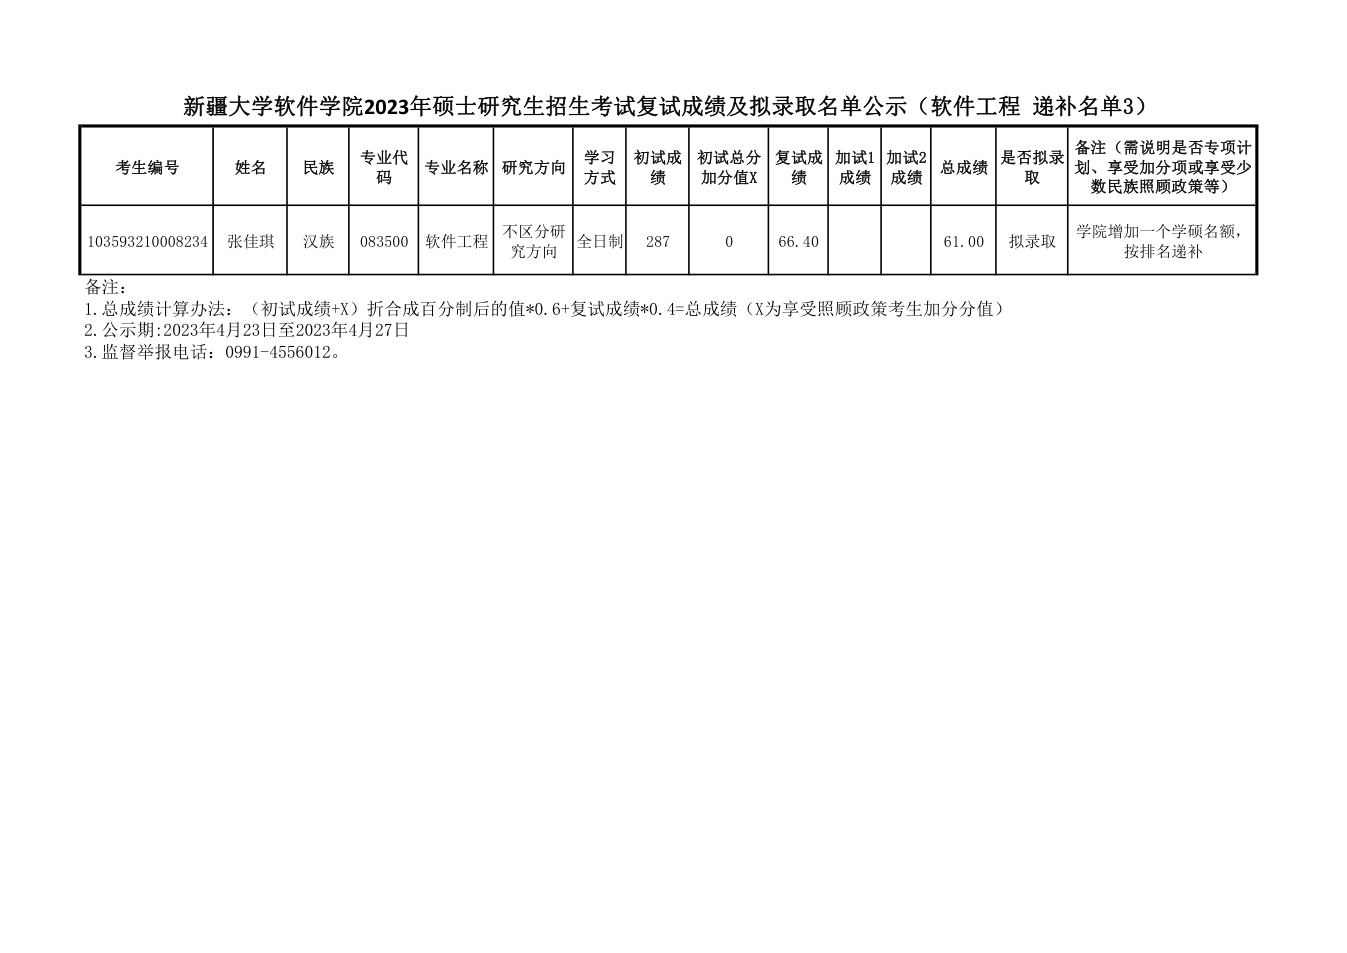 新疆大学软件学院2023年硕士研究生招生考试复试成绩及拟录取名单公示（软件工程 递补名单3）
考生编号 姓名 民族 专业代码 专业名称 研究方向 学习方式 初试成绩 初试总分加分值X 复试成绩 加试1成绩 加试2成绩 总成绩 是否拟录取 备注（需说明是否专项计划、享受加分项或享受少数民族照顾政策等）
103593210008234 张佳琪 汉族 083500 软件工程 不区分研究方向 全日制 287 0 66.40 61.00 拟录取 学院增加一个学硕名额，按排名递补
备注：
1.总成绩计算办法：（初试成绩+X）折合成百分制后的值*0.6+复试成绩*0.4=总成绩（X为享受照顾政策考生加分分值）
2.公示期:2023年4月23日至2023年4月27日
3.监督举报电话：0991-4556012。